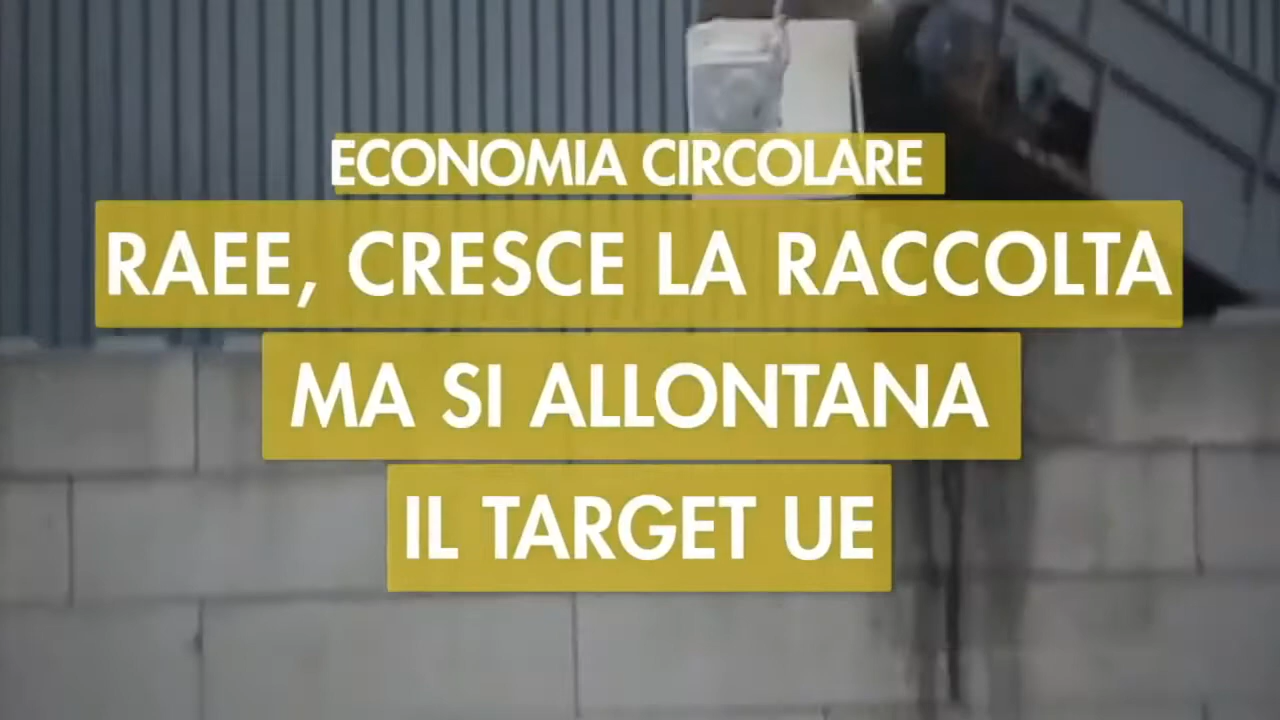 ECONOMIA CIRCOLARE
RAEE, CRESCE LA RACCOLTA
MA SI ALLONTANA
IL TARGET UE